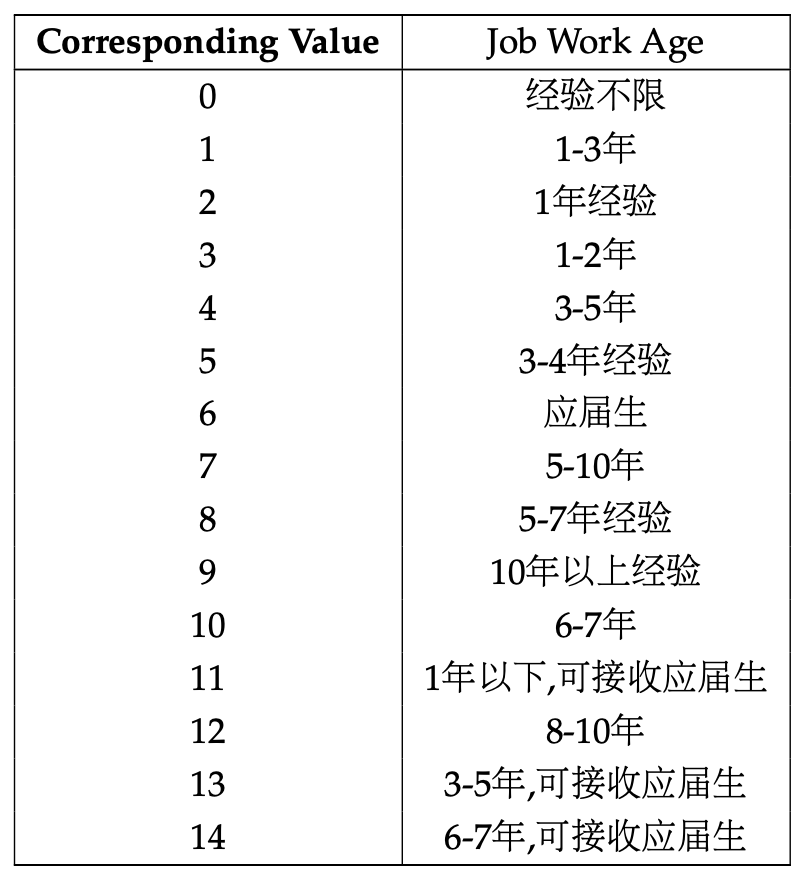 Corresponding Value Job Work Age
0 经验不限
1 1-3年
2 1年经验
3 1-2年
4 3-5年
5 3-4年经验
6 应届生
7 5-10年
8 5-7年经验
9 10年以上经验
10 6-7年
11 1年以下,可接收应届生
12 8-10年
13 3-5年,可接收应届生
14 6-7年,可接收应届生